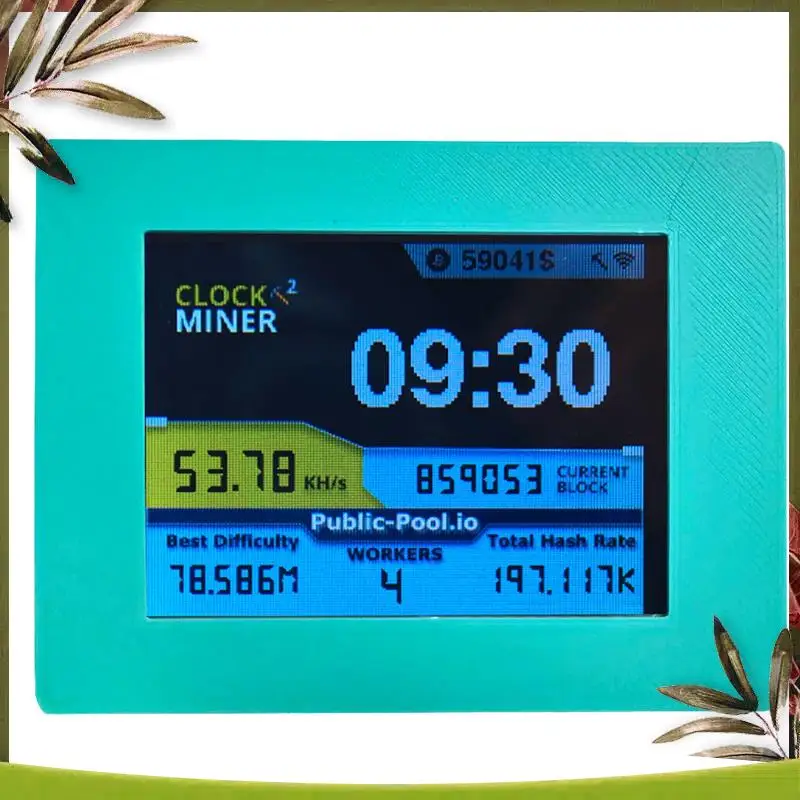 59041$
CLOCK 2
MINER
09:30
53.78 KH/s
859053 CURRENT
BLOCK
Public-Pool.io
Best Difficulty
WORKERS
Total Hash Rate
78.586M
4
197.117K